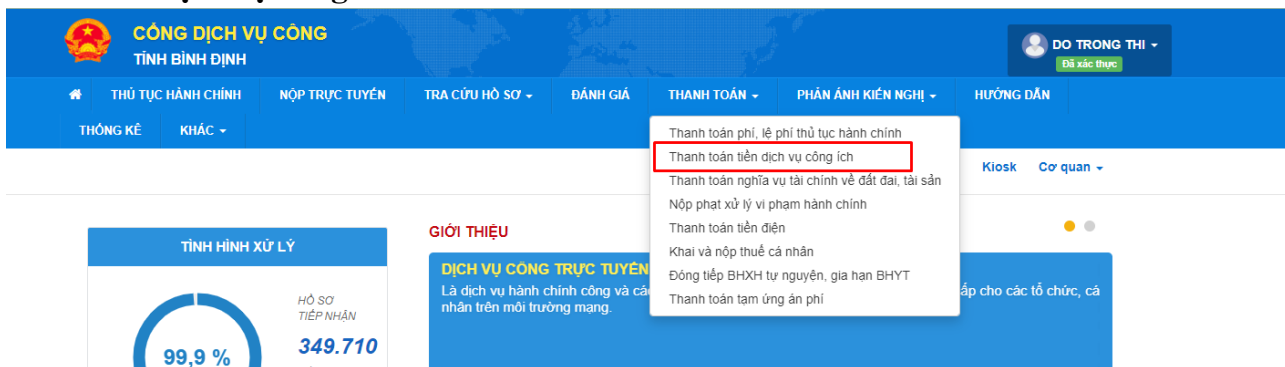 CỔNG DỊCH VỤ CÔNG
TỈNH BÌNH ĐỊNH
DO TRONG THI
Đã xác thực
THỦ TỤC HÀNH CHÍNH NỘP TRỰC TUYẾN TRA CỨU HỒ SƠ ĐÁNH GIÁ THANH TOÁN PHẢN ÁNH KIẾN NGHỊ HƯỚNG DẪN
THỐNG KÊ KHÁC
Thanh toán phí, lệ phí thủ tục hành chính
Thanh toán tiền dịch vụ công ích
Thanh toán nghĩa vụ tài chính về đất đai, tài sản
Nộp phạt xử lý vi phạm hành chính
Thanh toán tiền điện
Khai và nộp thuế cá nhân
Đóng tiếp BHXH tự nguyện, gia hạn BHYT
Thanh toán tạm ứng án phí
Kiosk Cơ quan
TÌNH HÌNH XỬ LÝ
HỒ SƠ
TIẾP NHẬN
349.710
99,9 %
GIỚI THIỆU
DỊCH VỤ CÔNG TRỰC TUYẾN
Là dịch vụ hành chính công và cá ấp cho các tổ chức, cá
nhân trên môi trường mạng.